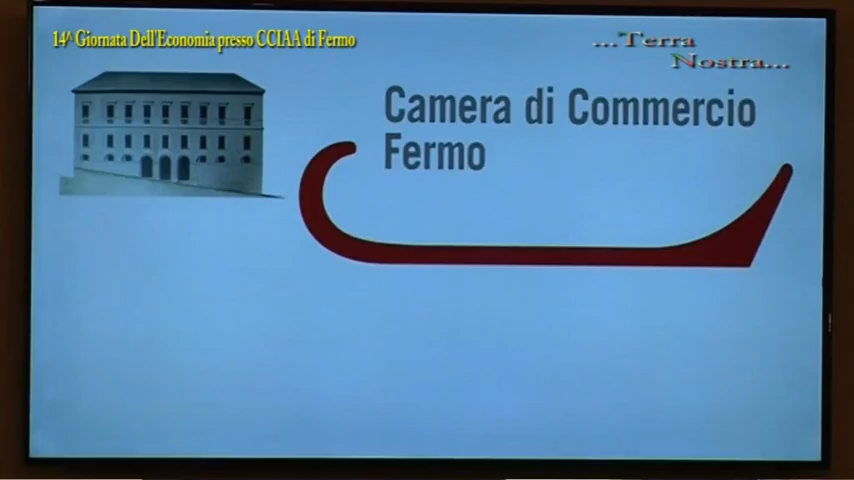 14^ Giornata Dell'Economia presso CCIAA di Fermo
...Terra
Nostra...
Camera di Commercio
Fermo